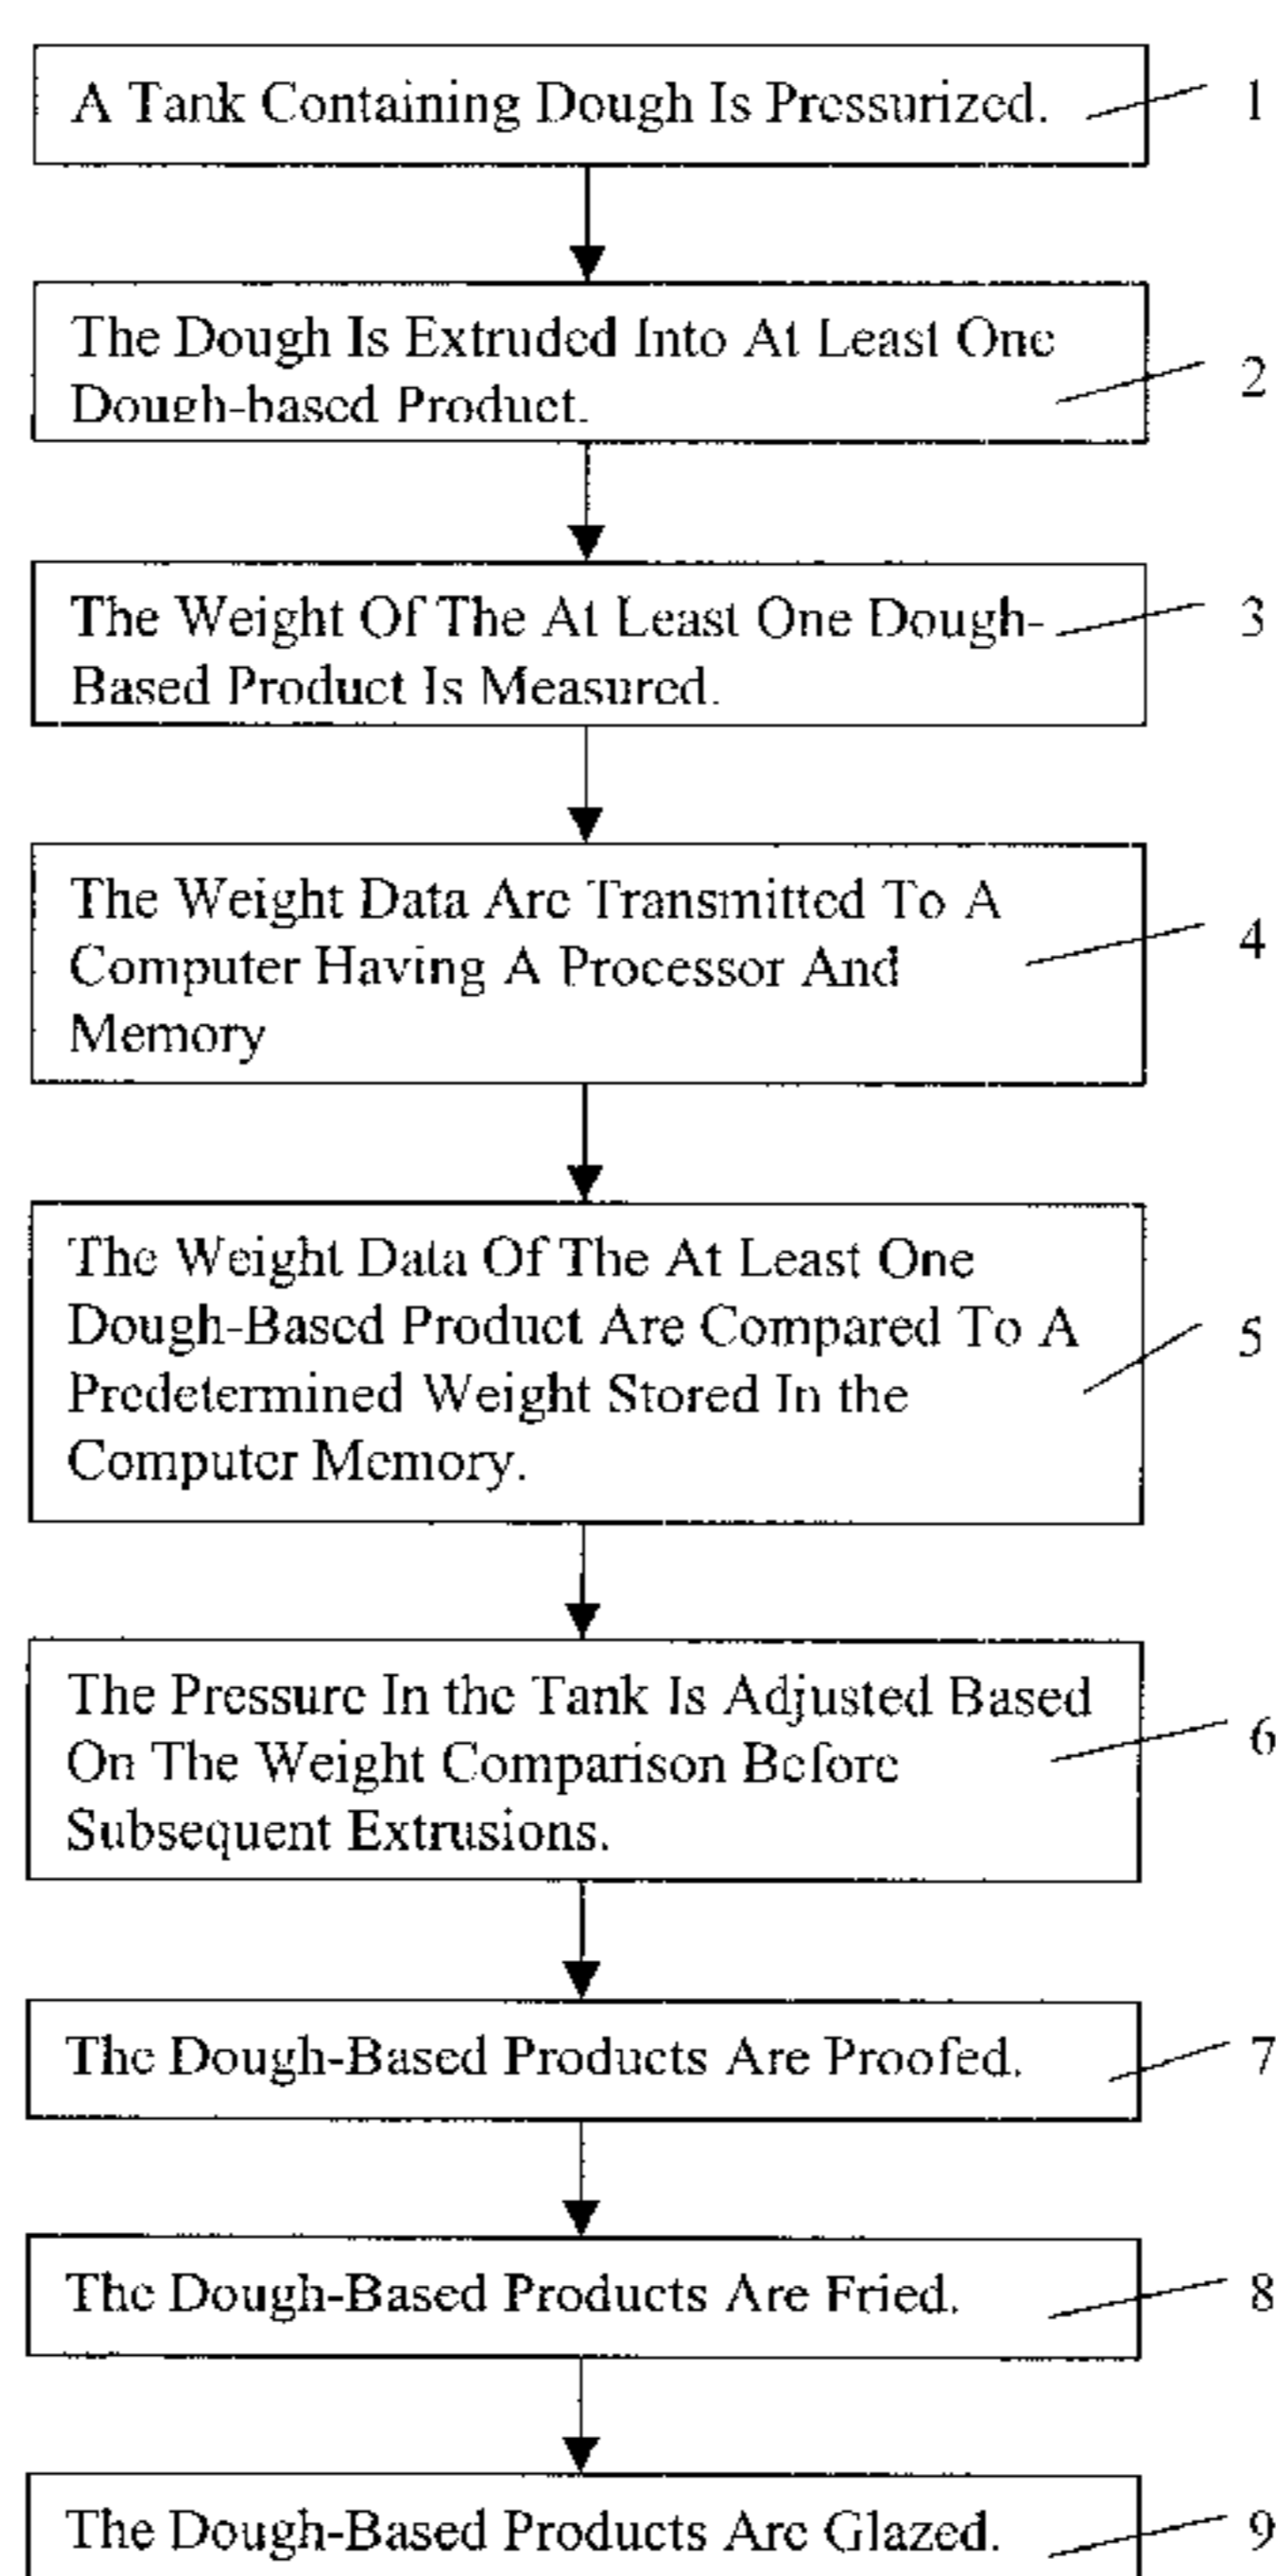 A Tank Containing Dough Is Pressurized.
1
The Dough Is Extruded Into At Least One
Dough-based Product.
2
The Weight Of The At Least One Dough-
Based Product Is Measured.
3
The Weight Data Are Transmitted To A
Computer Having A Processor And
Memory
4
The Weight Data Of The At Least One
Dough-Based Product Are Compared To A
Predetermined Weight Stored In the
Computer Memory.
5
The Pressure In the Tank Is Adjusted Based
On The Weight Comparison Before
Subsequent Extrusions.
6
The Dough-Based Products Are Proofed.
7
The Dough-Based Products Are Fried.
8
The Dough-Based Products Are Glazed.
9